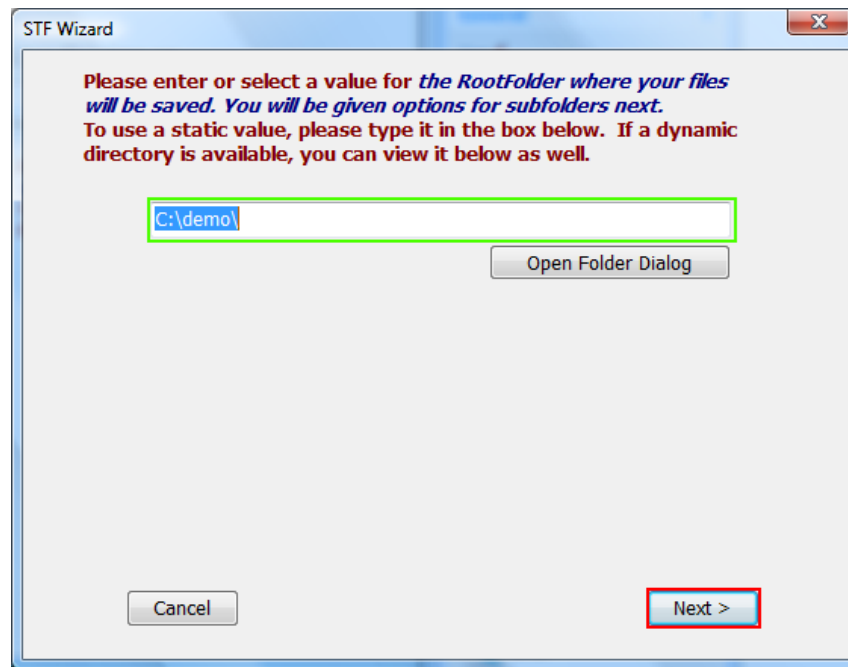 STF Wizard
Please enter or select a value for the RootFolder where your files
will be saved. You will be given options for subfolders next.
To use a static value, please type it in the box below.  If a dynamic
directory is available, you can view it below as well.
C:\demo\
Open Folder Dialog
Cancel
Next >